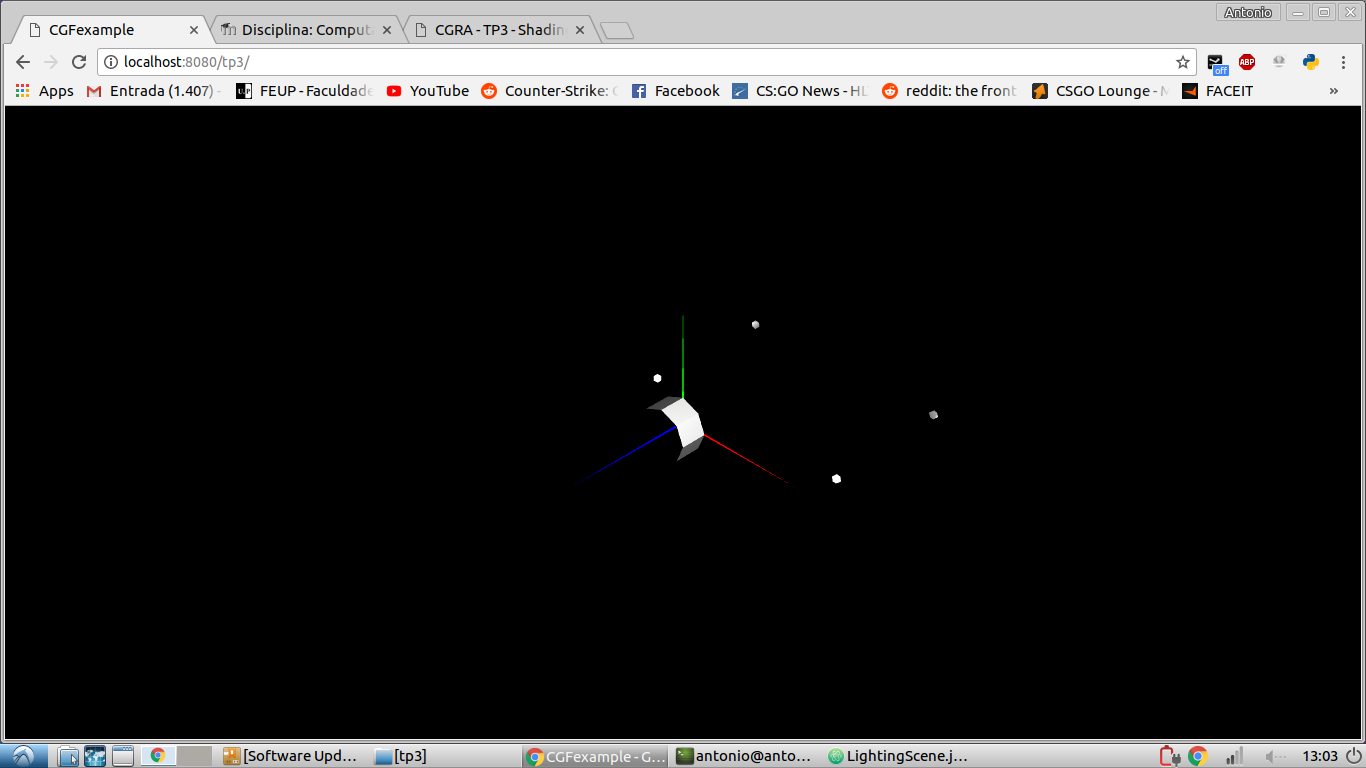 Antonio
CGFexample Disciplina: Comput CGRA - TP3 - Shadin
localhost:8080/tp3/
off ABP
Apps Entrada (1.407) - FEUP - Faculdade YouTube Counter-Strike: Facebook CS:GO News - HL reddit: the front CSGO Lounge - FACEIT »
[Software Upd... [tp3] CGFexample - G... antonio@anto... LightingScene.j... 13:03